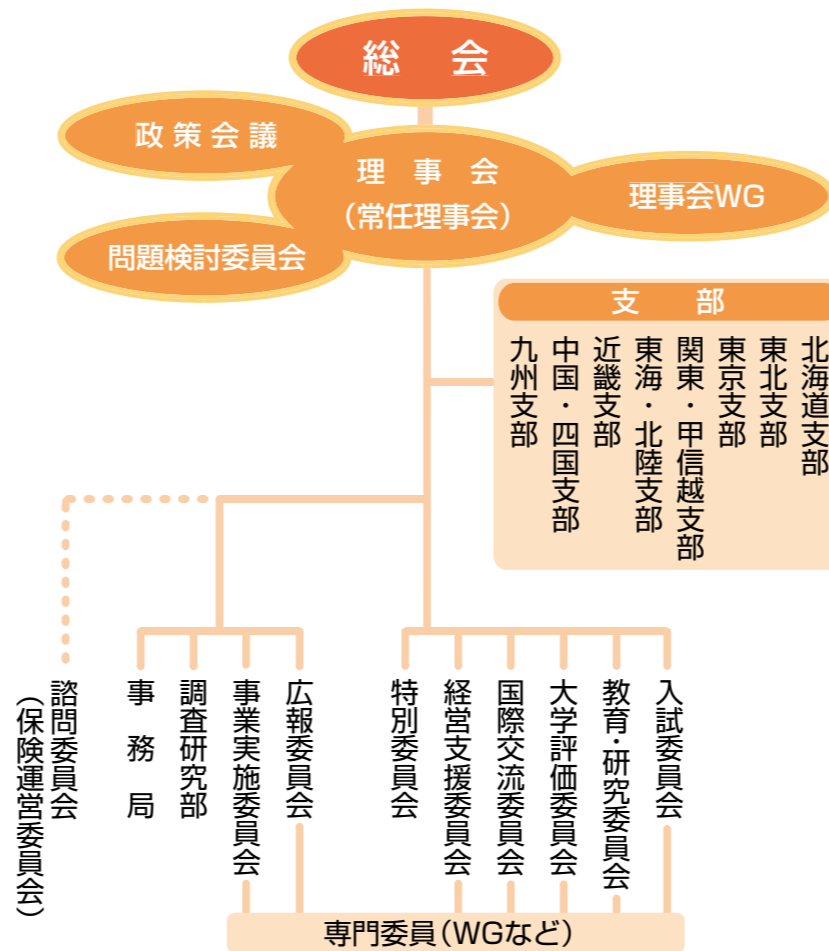 総 会
政策会議
理 事 会
（常任理事会）
理事会WG
問題検討委員会
支 部
北海道支部
東北支部
東京支部
関東・甲信越支部
東海・北陸支部
近畿支部
中国・四国支部
九州支部
入試委員会
教育・研究委員会
大学評価委員会
国際交流委員会
経営支援委員会
特別委員会
広報委員会
事業実施委員会
調査研究部
事 務 局
諮問委員会
（保険運営委員会）
専門委員（WGなど）